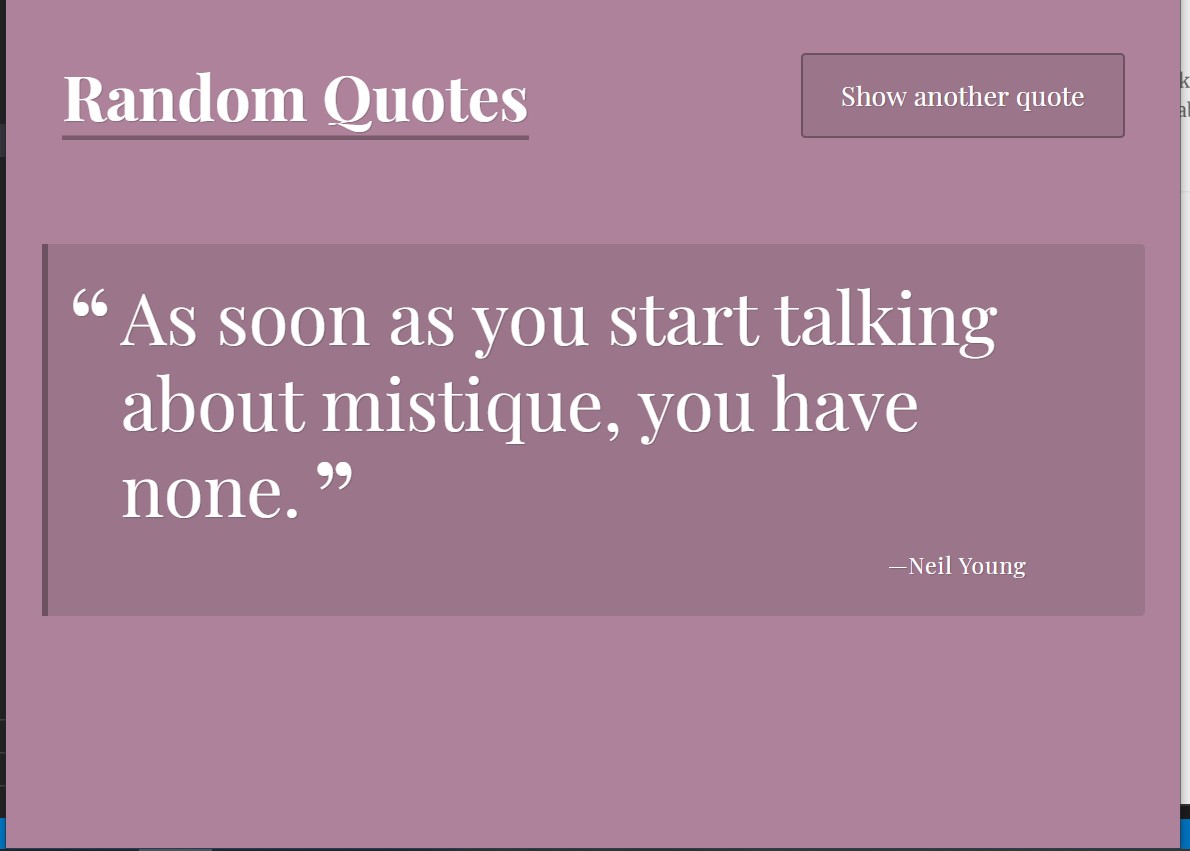 Random Quotes
Show another quote
“ As soon as you start talking
about mistique, you have
none. ”
—Neil Young